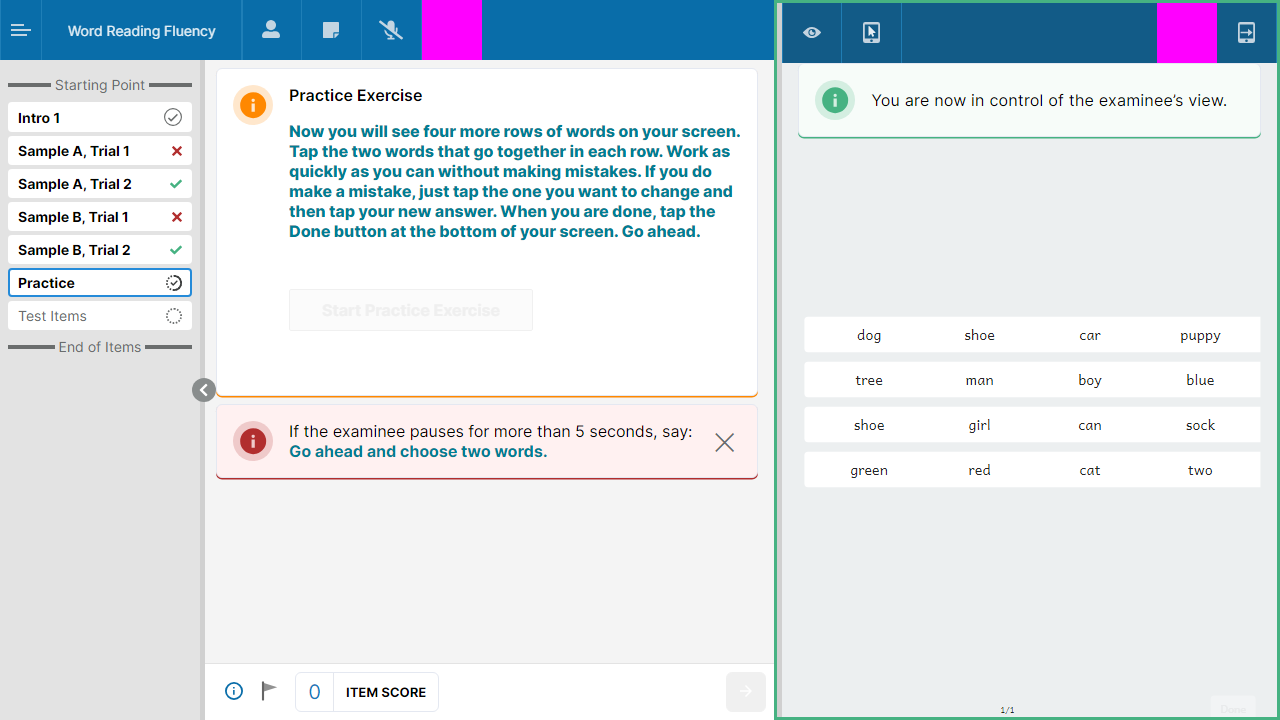 Word Reading Fluency
Starting Point
Intro 1
Sample A, Trial 1
Sample A, Trial 2
Sample B, Trial 1
Sample B, Trial 2
Practice
Test Items
End of Items
Practice Exercise
Now you will see four more rows of words on your screen.
Tap the two words that go together in each row. Work as
quickly as you can without making mistakes. If you do
make a mistake, just tap the one you want to change and
then tap your new answer. When you are done, tap the
Done button at the bottom of your screen. Go ahead.
Start Practice Exercise
If the examinee pauses for more than 5 seconds, say:
Go ahead and choose two words.
0 ITEM SCORE
You are now in control of the examinee’s view.
dog shoe car puppy
tree man boy blue
shoe girl can sock
green red cat two
1/1
Done